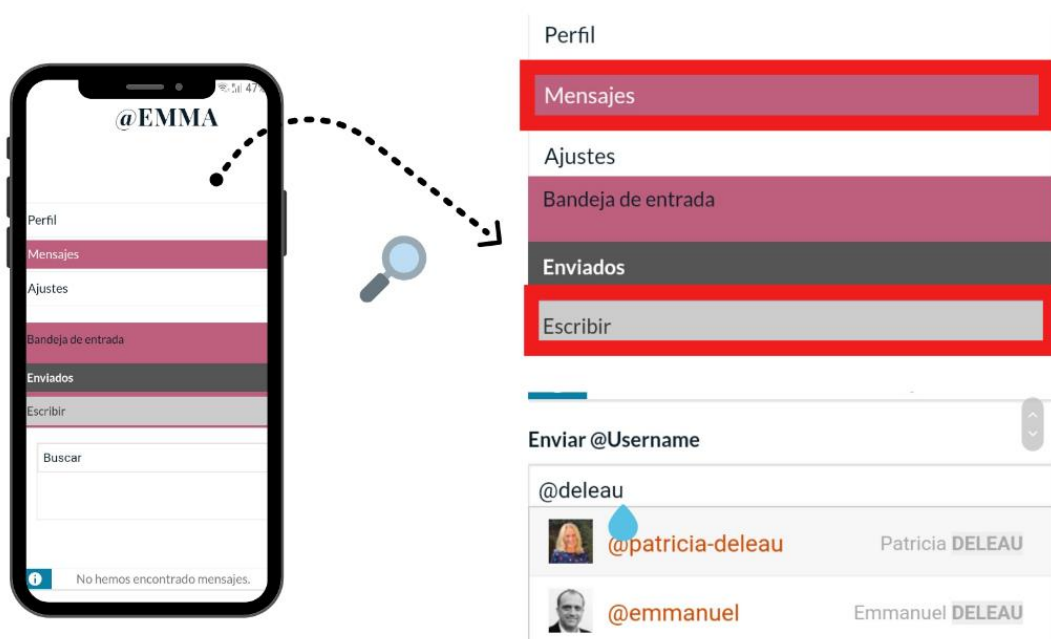 47%
@EMMA
Perfil
Mensajes
Ajustes
Bandeja de entrada
Enviados
Escribir
Buscar
No hemos encontrado mensajes.
Perfil
Mensajes
Ajustes
Bandeja de entrada
Enviados
Escribir
Enviar @Username
@deleau
@patricia-deleau Patricia DELEAU
@emmanuel Emmanuel DELEAU